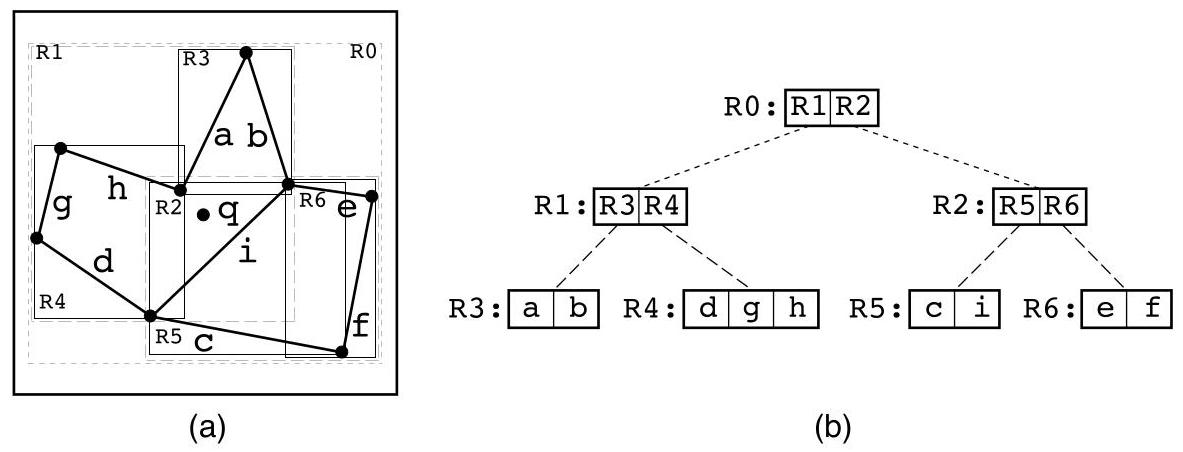 R1 R0
R3
a b
h
g
R2 q R6 e
i
d
R4
R5 c f
(a)
R0: R1 R2
R1: R3 R4 R2: R5 R6
R3: a b R4: d g h R5: c i R6: e f
(b)